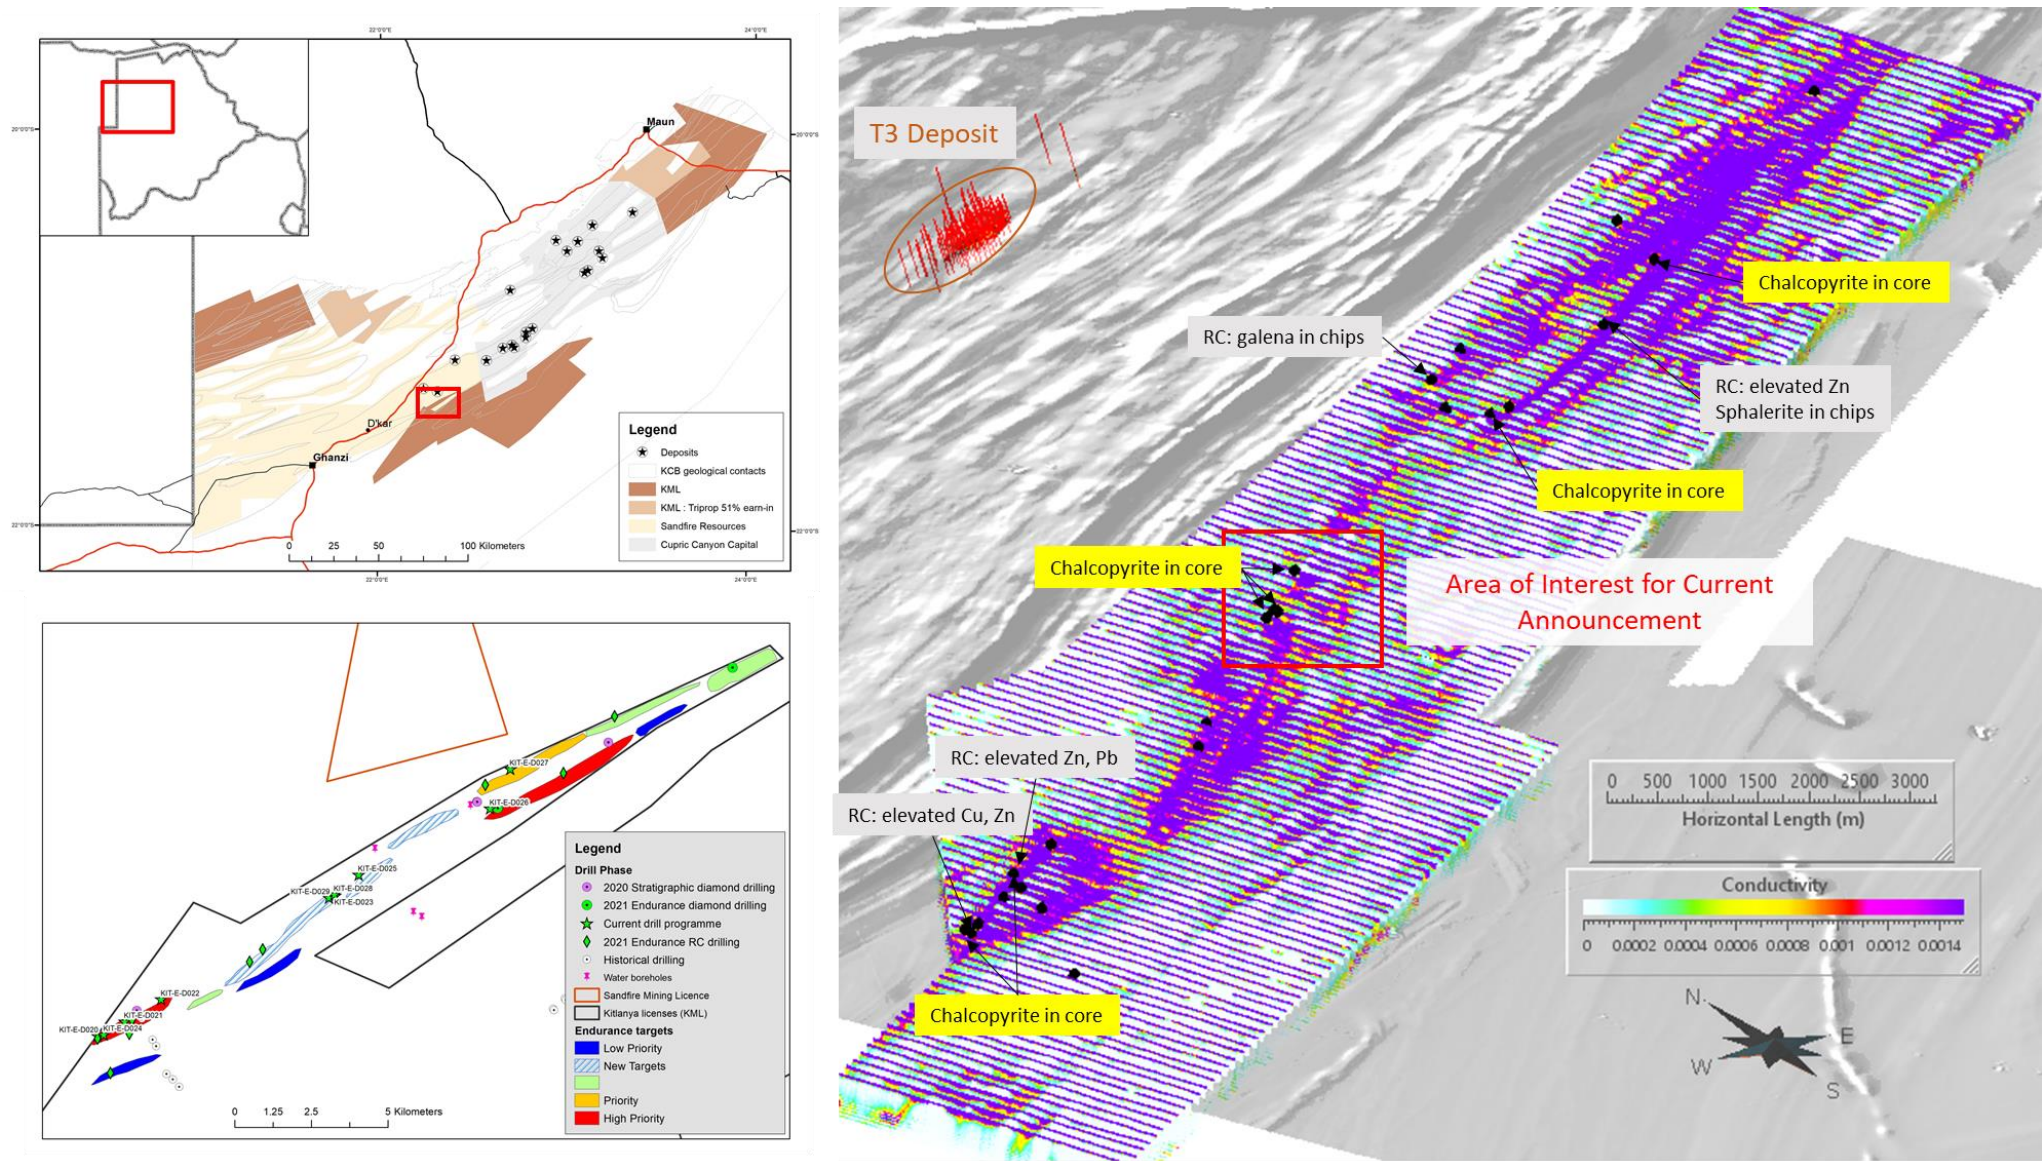 22°0'0"E
24°0'0"E
20°0'0"S
20°0'0"S
Maun
D'kar
Ghanzi
22°0'0"S
22°0'0"S
0 25 50 100 Kilometers
22°0'0"E
24°0'0"E
Legend
Deposits
KCB geological contacts
KML
KML : Triprop 51% earn-in
Sandfire Resources
Cupric Canyon Capital
KIT-E-D027
KIT-E-D026
KIT-E-D025
KIT-E-D029
KIT-E-D028
KIT-E-D023
KIT-E-D022
KIT-E-D021
KIT-E-D020
KIT-E-D024
0 1.25 2.5 5 Kilometers
Legend
Drill Phase
2020 Stratigraphic diamond drilling
2021 Endurance diamond drilling
Current drill programme
2021 Endurance RC drilling
Historical drilling
Water boreholes
Sandfire Mining Licence
Kitlanya licenses (KML)
Endurance targets
Low Priority
New Targets
Priority
High Priority
T3 Deposit
Chalcopyrite in core
RC: galena in chips
RC: elevated Zn
Sphalerite in chips
Chalcopyrite in core
Chalcopyrite in core
Area of Interest for Current
Announcement
RC: elevated Zn, Pb
RC: elevated Cu, Zn
Chalcopyrite in core
0 500 1000 1500 2000 2500 3000
Horizontal Length (m)
Conductivity
0 0.0002 0.0004 0.0006 0.0008 0.001 0.0012 0.0014
N
E
W
S